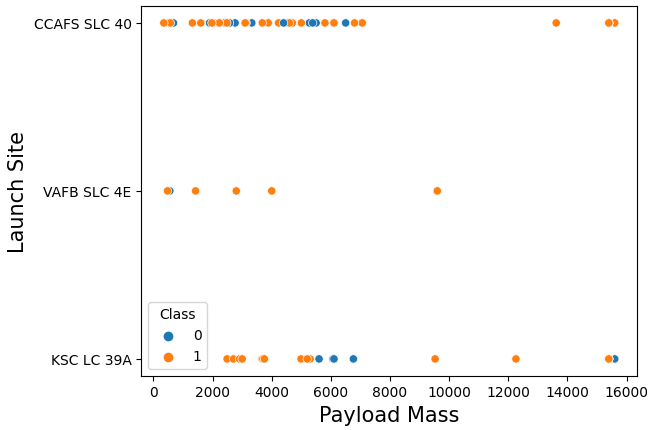 CCAFS SLC 40
VAFB SLC 4E
KSC LC 39A
Launch Site
Class
0
1
0 2000 4000 6000 8000 10000 12000 14000 16000
Payload Mass